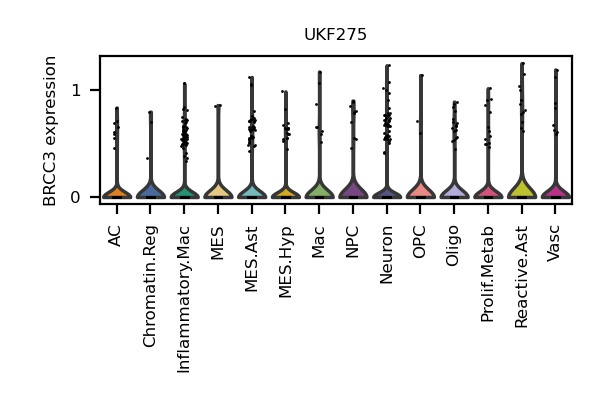 UKF275
BRCC3 expression
1
0
AC
Chromatin.Reg
Inflammatory.Mac
MES
MES.Ast
MES.Hyp
Mac
NPC
Neuron
OPC
Oligo
Prolif.Metab
Reactive.Ast
Vasc